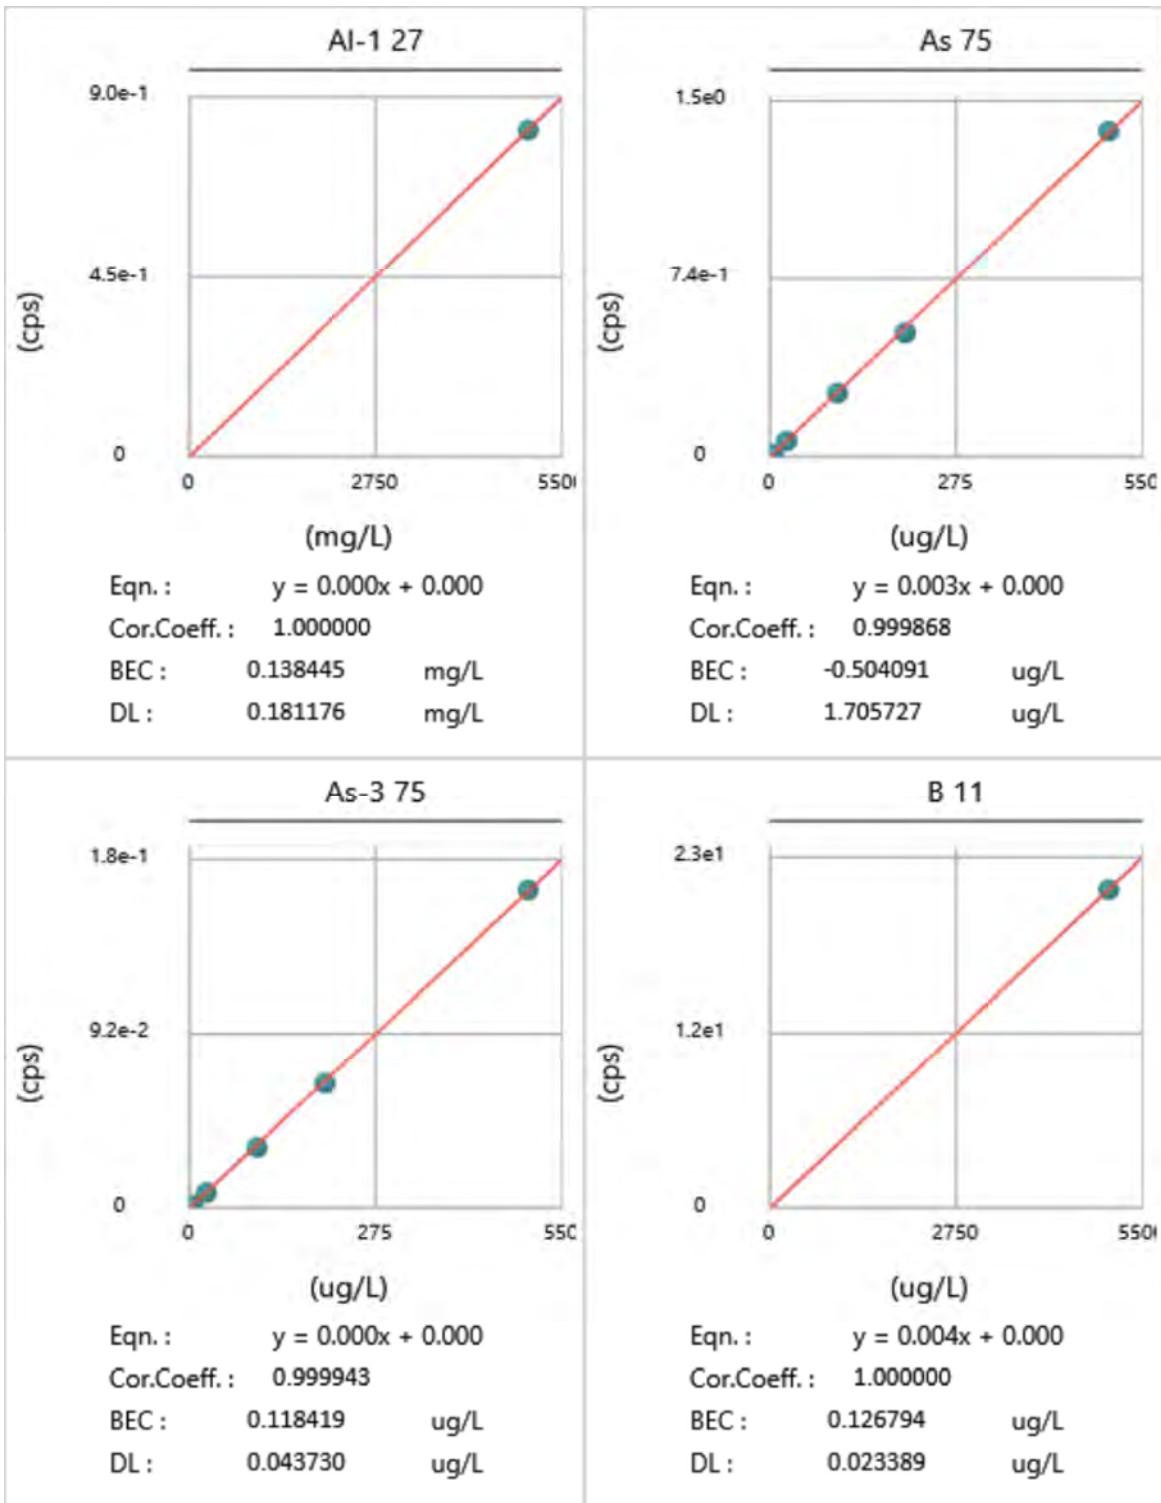 Al-1 27
9.0e-1
4.5e-1
0
0 2750 550
(cps)
(mg/L)
Eqn. : y = 0.000x + 0.000
Cor.Coeff. : 1.000000
BEC : 0.138445 mg/L
DL : 0.181176 mg/L
As 75
1.5e0
7.4e-1
0
0 275 550
(cps)
(ug/L)
Eqn. : y = 0.003x + 0.000
Cor.Coeff. : 0.999868
BEC : -0.504091 ug/L
DL : 1.705727 ug/L
As-3 75
1.8e-1
9.2e-2
0
0 275 550
(cps)
(ug/L)
Eqn. : y = 0.000x + 0.000
Cor.Coeff. : 0.999943
BEC : 0.118419 ug/L
DL : 0.043730 ug/L
B 11
2.3e1
1.2e1
0
0 2750 550
(cps)
(ug/L)
Eqn. : y = 0.004x + 0.000
Cor.Coeff. : 1.000000
BEC : 0.126794 ug/L
DL : 0.023389 ug/L